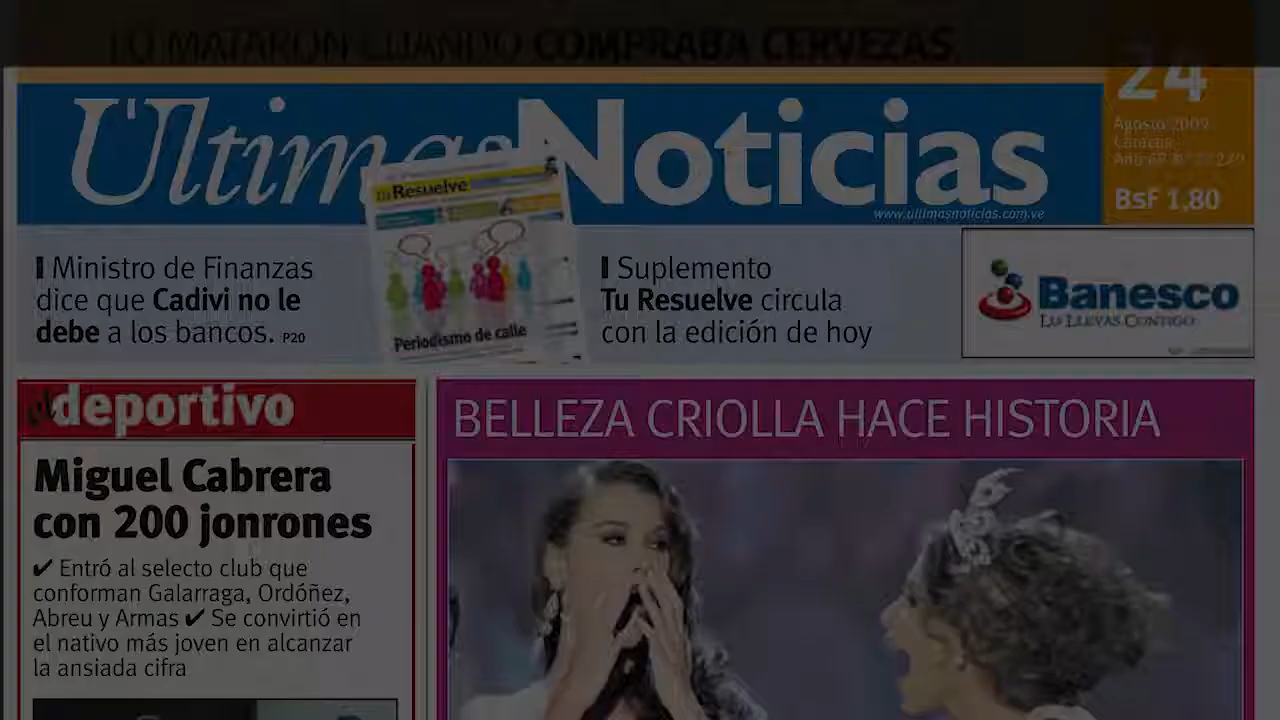 LO MATARON CUANDO COMPRABA CERVEZAS
Últimas Noticias
24
Agosto 2009
Caracas
BsF 1,80
www.ultimasnoticias.com.ve
Tu Resuelve
Periodismo de calle
Ministro de Finanzas
dice que Cadivi no le
debe a los bancos. P20
Suplemento
Tu Resuelve circula
con la edición de hoy
Banesco
el deportivo
Miguel Cabrera
con 200 jonrones
✔ Entró al selecto club que
conforman Galarraga, Ordóñez,
Abreu y Armas ✔ Se convirtió en
el nativo más joven en alcanzar
la ansiada cifra
BELLEZA CRIOLLA HACE HISTORIA